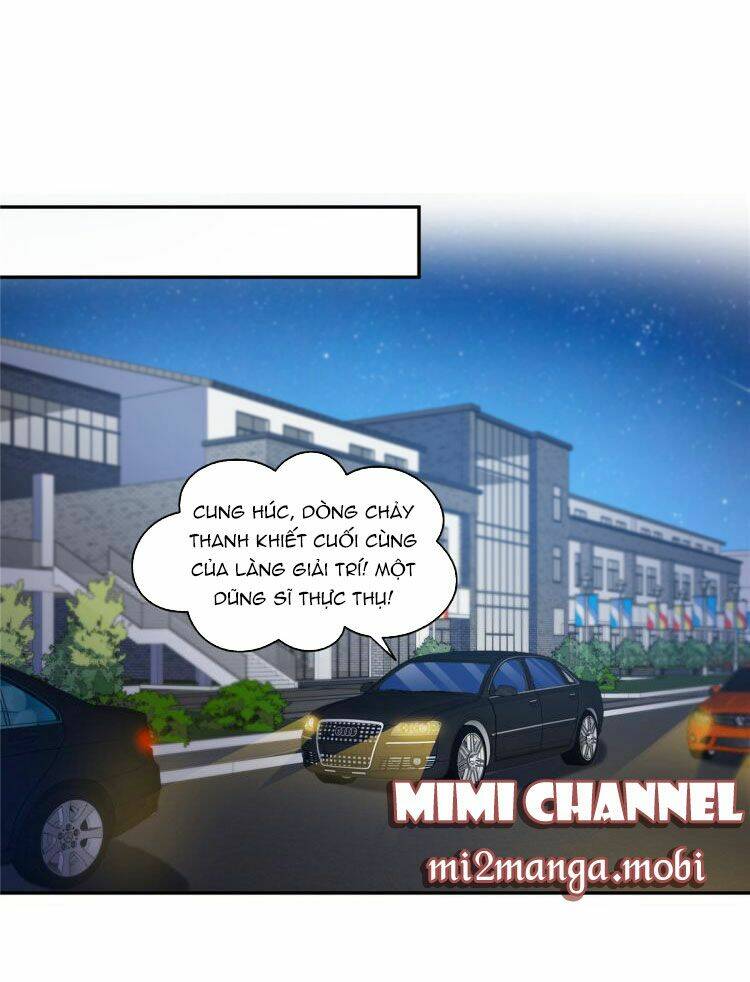 CUNG HÚC, DÒNG CHẢY
THANH KHIẾT CUỐI CÙNG
CỦA LÀNG GIẢI TRÍ! MỘT
DŨNG SĨ THỰC THỤ!
MIMI CHANNEL
mi2manga.mobi